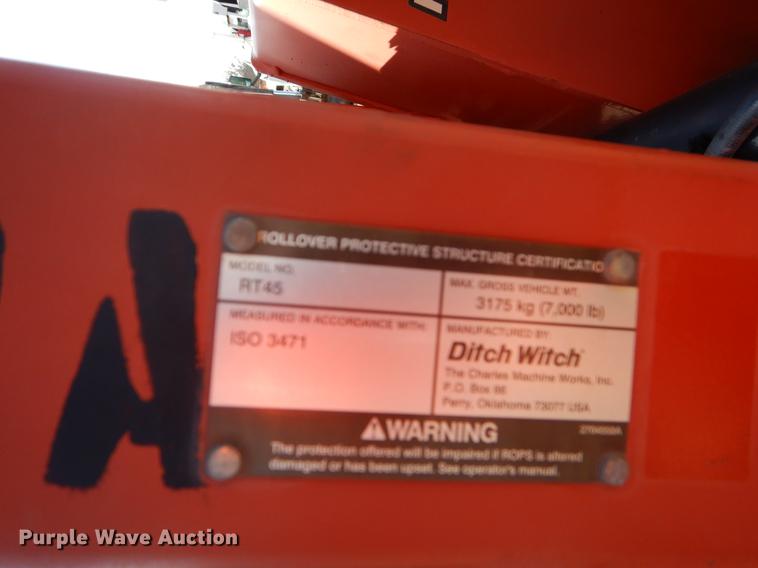 ROLLOVER PROTECTIVE STRUCTURE CERTIFICATIO
MODEL NO.
RT45
MAX. GROSS VEHICLE WT.
3175 kg (7,000 lb)
MEASURED IN ACCORDANCE WITH:
ISO 3471
MANUFACTURED BY:
Ditch Witch®
The Charles Machine Works, Inc.
P.O. Box 66
Perry, Oklahoma 73077 USA
WARNING
The protection offered will be impaired if ROPS is altered
damaged or has been upset. See operator's manual.
Purple Wave Auction